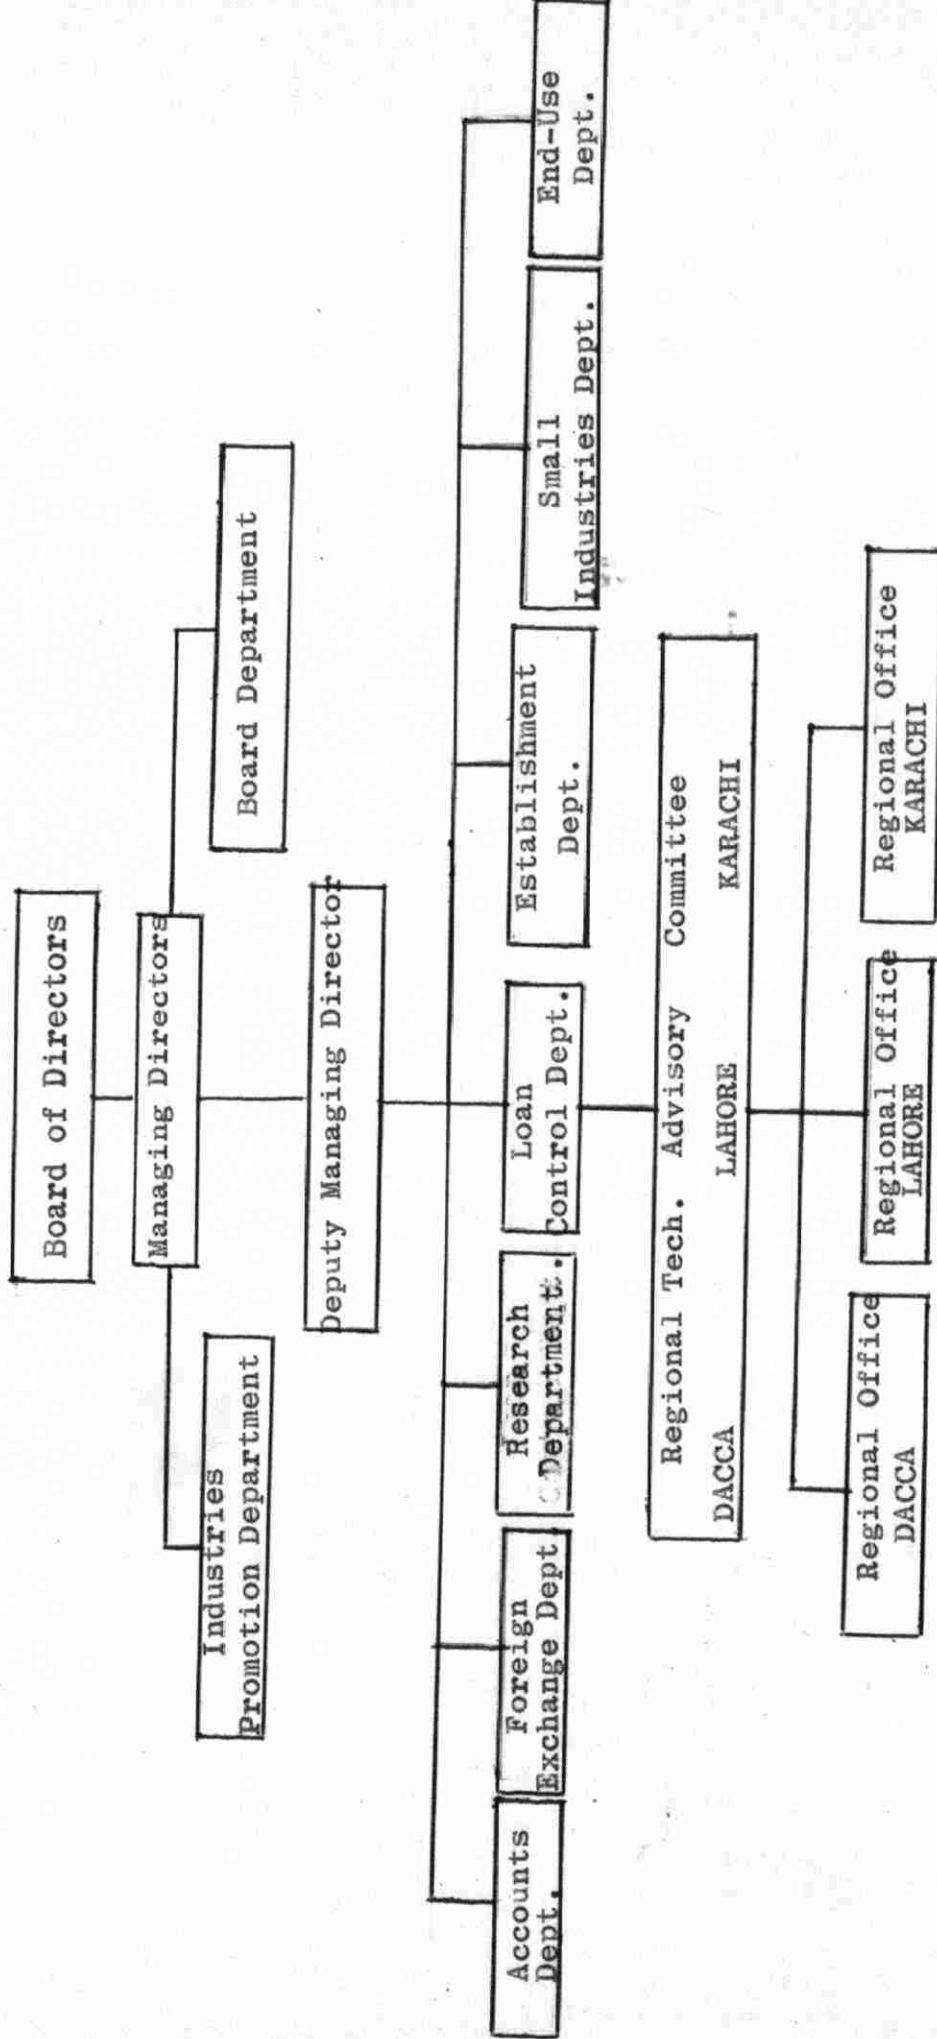 Board of Directors
Managing Directors
Industries
Promotion Department
Board Department
Deputy Managing Director
Accounts
Dept.
Foreign
Exchange Dept.
Research
Department.
Loan
Control Dept.
Establishment
Dept.
Small
Industries Dept.
End-Use
Dept.
Regional Tech. Advisory Committee
DACCA LAHORE KARACHI
Regional Office
DACCA
Regional Office
LAHORE
Regional Office
KARACHI